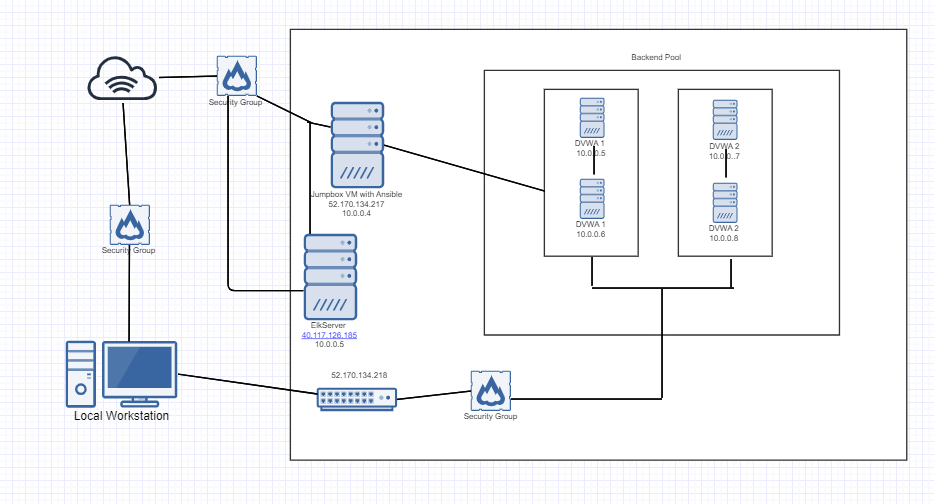 Backend Pool
Security Group
DVWA 1
10.0.0.5
DVWA 2
10.0.0..7
Jumpbox VM with Ansible
52.170.134.217
10.0.0.4
DVWA 1
10.0.0.6
DVWA 2
10.0.0.8
Security Group
ElkServer
40.117.126.185
10.0.0.5
52.170.134.218
Local Workstation
Security Group